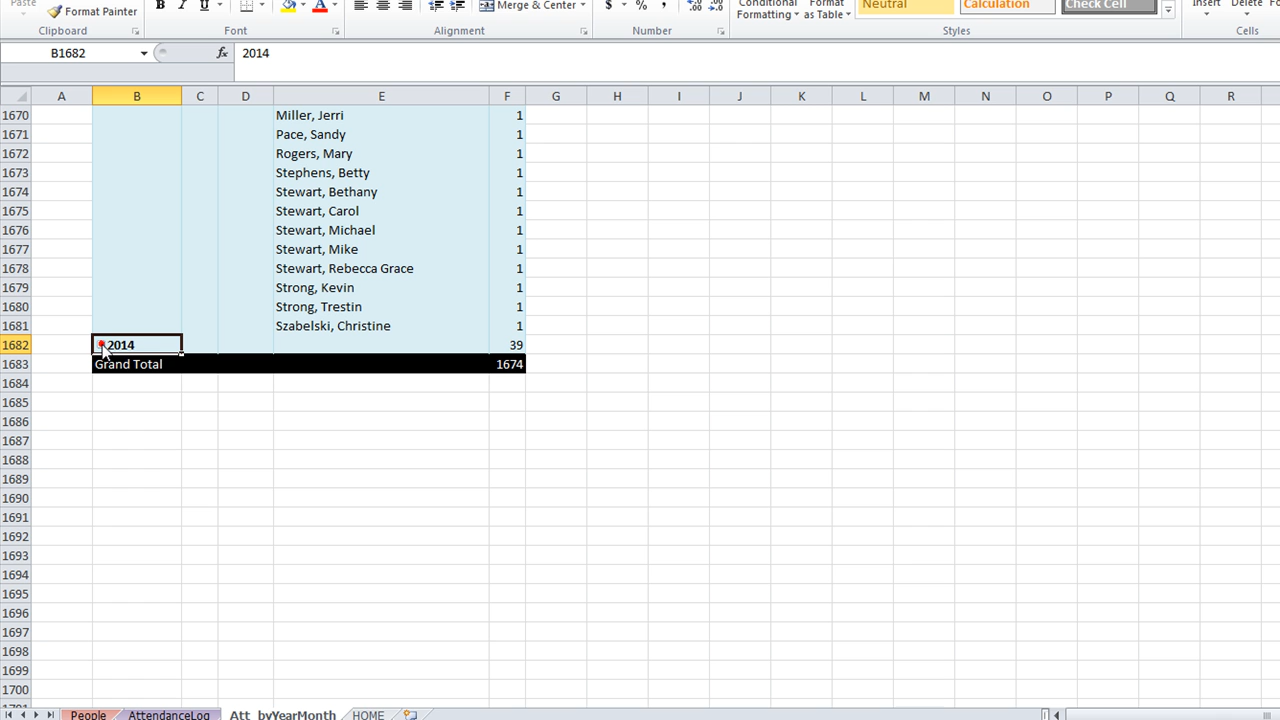 Paste
Format Painter
B I U A
Merge & Center
$ % ,
Conditional Formatting
Format as Table
Neutral
Calculation
Check Cell
Insert
Delete
Clipboard
Font
Alignment
Number
Styles
Cells
B1682 fx 2014
A B C D E F G H I J K L M N O P Q R
1670 Miller, Jerri 1
1671 Pace, Sandy 1
1672 Rogers, Mary 1
1673 Stephens, Betty 1
1674 Stewart, Bethany 1
1675 Stewart, Carol 1
1676 Stewart, Michael 1
1677 Stewart, Mike 1
1678 Stewart, Rebecca Grace 1
1679 Strong, Kevin 1
1680 Strong, Trestin 1
1681 Szabelski, Christine 1
1682 2014 39
1683 Grand Total 1674
1684
1685
1686
1687
1688
1689
1690
1691
1692
1693
1694
1695
1696
1697
1698
1699
1700
People AttendanceLog Att_byYearMonth HOME